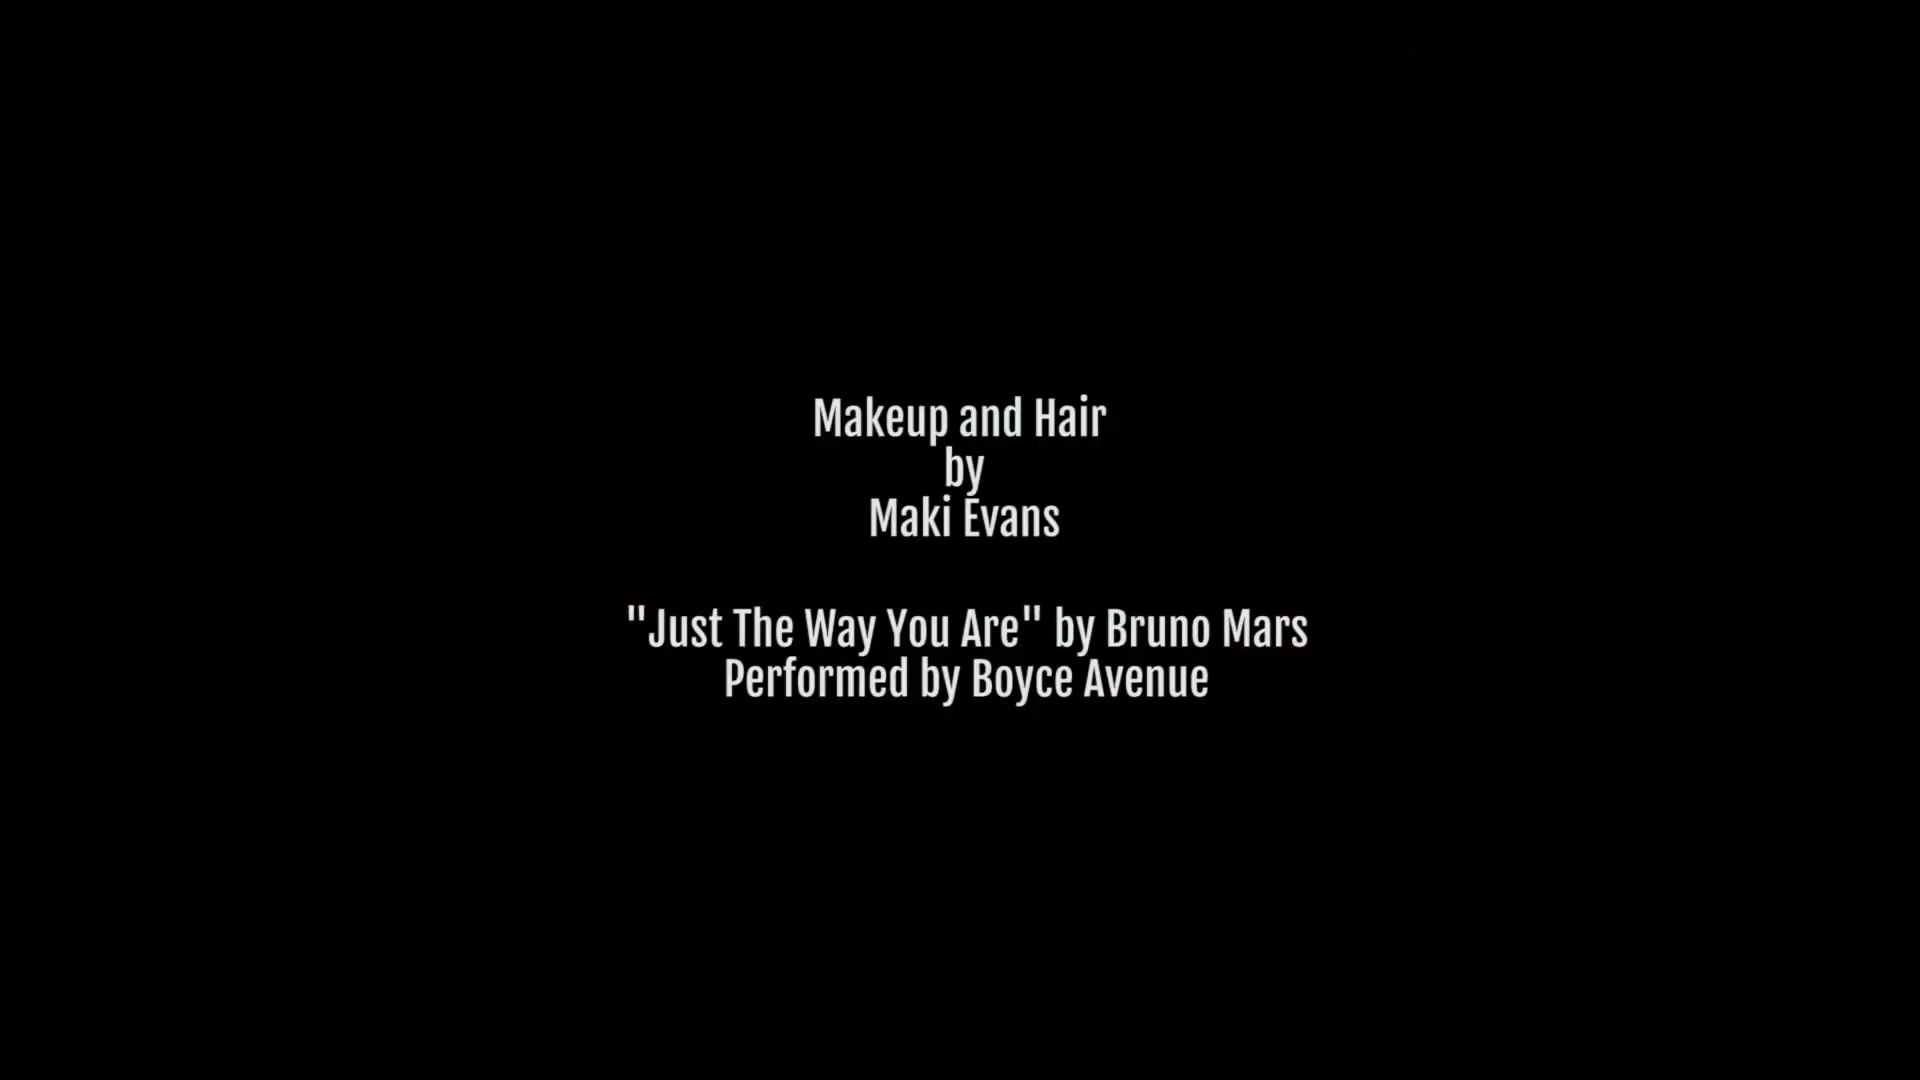 Makeup and Hair
by
Maki Evans
"Just The Way You Are" by Bruno Mars
Performed by Boyce Avenue